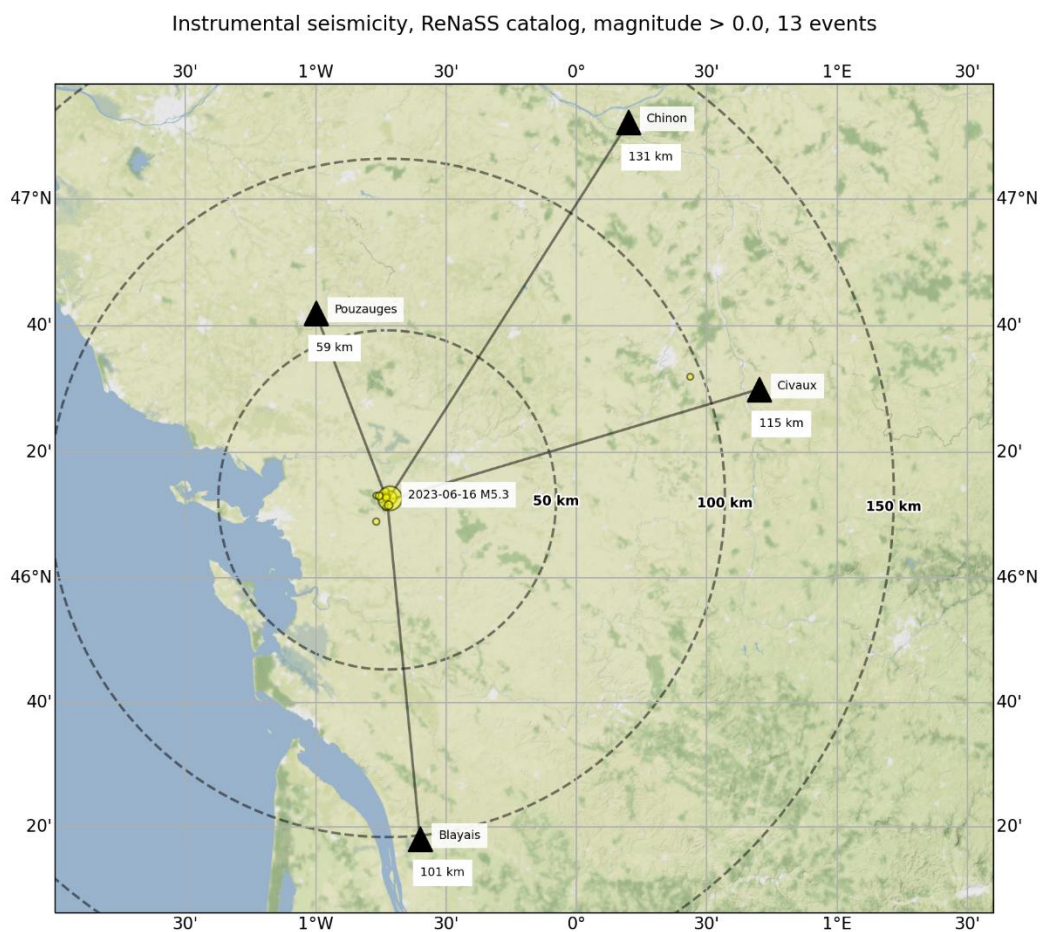 Instrumental seismicity, ReNaSS catalog, magnitude > 0.0, 13 events
30' 1°W 30' 0° 30' 1°E 30'
Chinon
131 km
47°N 47°N
Pouzauges
40' 40'
59 km
Civaux
115 km
20' 20'
2023-06-16 M5.3 50 km 100 km 150 km
46°N 46°N
40' 40'
20' 20'
Blayais
101 km
30' 1°W 30' 0° 30' 1°E 30'